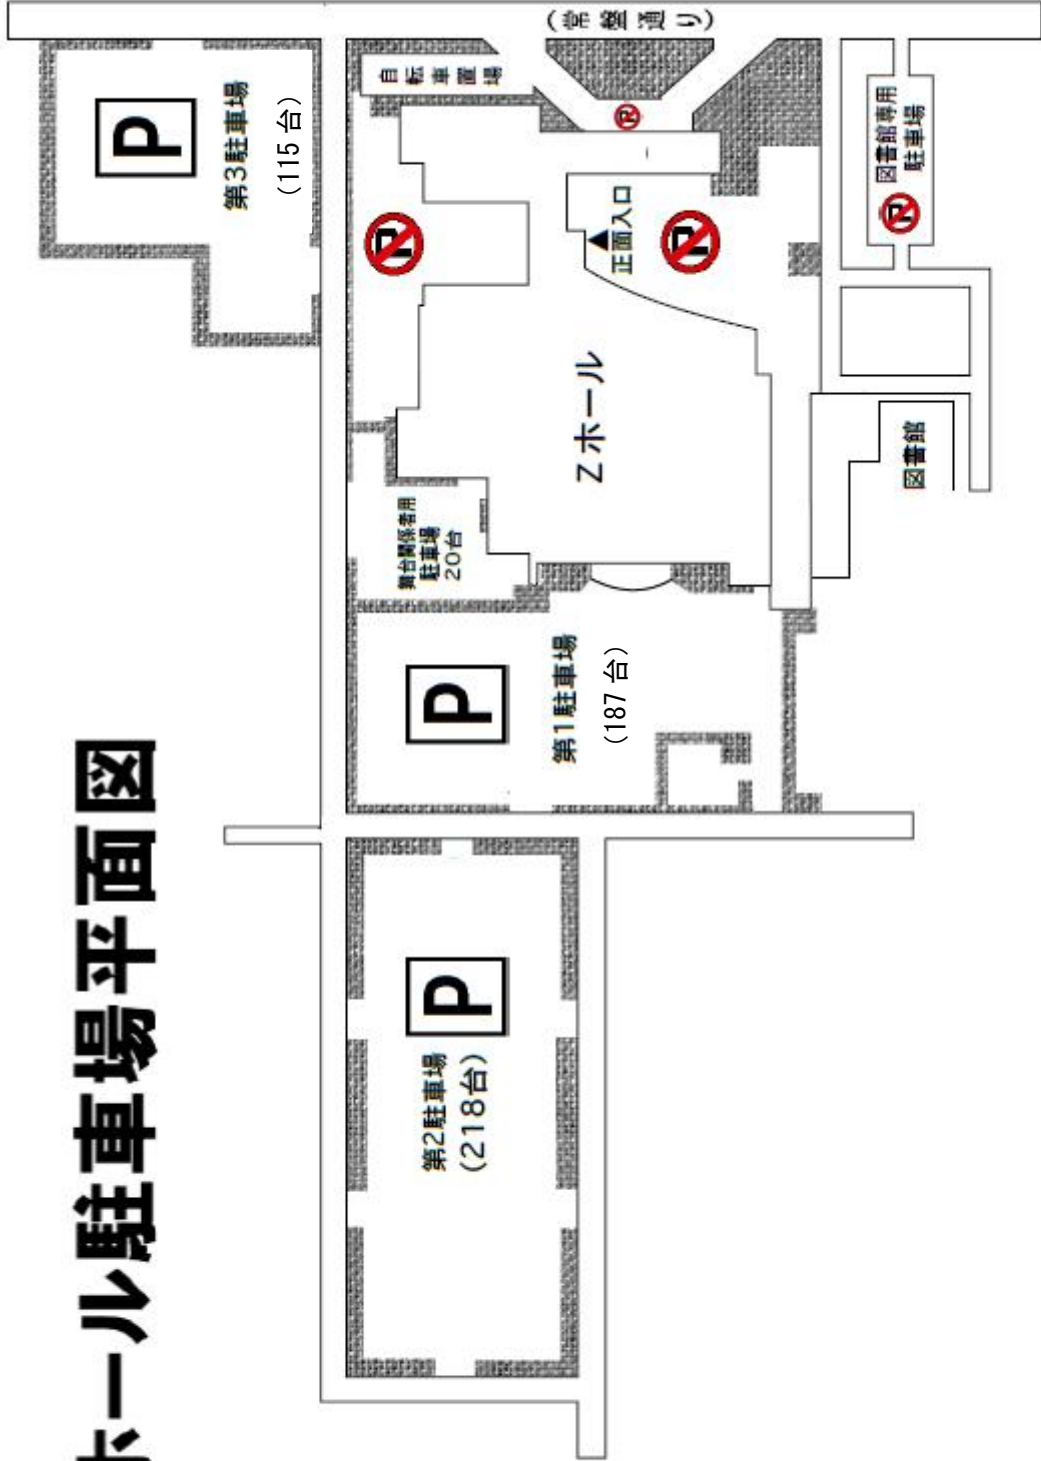 ホール駐車場平面図
(常盤通り)
自転車置場
P
第3駐車場
(115台)
図書館専用
駐車場
正面入口
Zホール
図書館
舞台関係者用
駐車場
20台
P
第1駐車場
(187台)
P
第2駐車場
(218台)